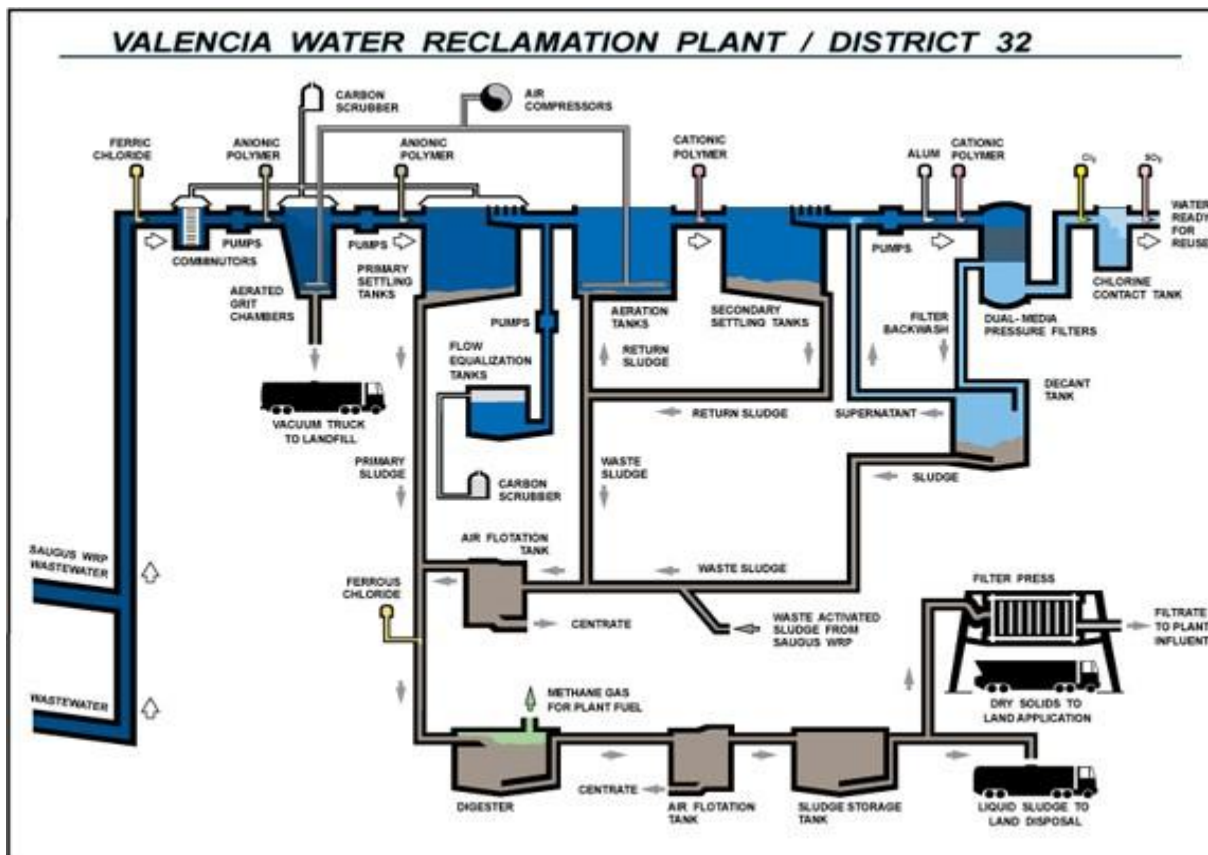 VALENCIA WATER RECLAMATION PLANT / DISTRICT 32
CARBON
SCRUBBER
AIR
COMPRESSORS
FERRIC
CHLORIDE
ANIONIC
POLYMER
ANIONIC
POLYMER
CATIONIC
POLYMER
ALUM
CATIONIC
POLYMER
Cl2
SO2
WATER
READY
FOR
REUSE
PUMPS
COMMINUTORS
PUMPS
PRIMARY
SETTLING
TANKS
AERATED
GRIT
CHAMBERS
PUMPS
AERATION
TANKS
SECONDARY
SETTLING TANKS
PUMPS
FILTER
BACKWASH
DUAL-MEDIA
PRESSURE FILTERS
CHLORINE
CONTACT TANK
FLOW
EQUALIZATION
TANKS
RETURN
SLUDGE
DECANT
TANK
VACUUM TRUCK
TO LANDFILL
RETURN SLUDGE
SUPERNATANT
PRIMARY
SLUDGE
CARBON
SCRUBBER
WASTE
SLUDGE
SLUDGE
SAUGUS WRP
WASTEWATER
AIR FLOTATION
TANK
WASTE SLUDGE
FERROUS
CHLORIDE
CENTRATE
WASTE ACTIVATED
SLUDGE FROM
SAUGUS WRP
FILTER PRESS
FILTRATE
TO PLANT
INFLUENT
DRY SOLIDS TO
LAND APPLICATION
WASTEWATER
METHANE GAS
FOR PLANT FUEL
DIGESTER
CENTRATE
AIR FLOTATION
TANK
SLUDGE STORAGE
TANK
LIQUID SLUDGE TO
LAND DISPOSAL